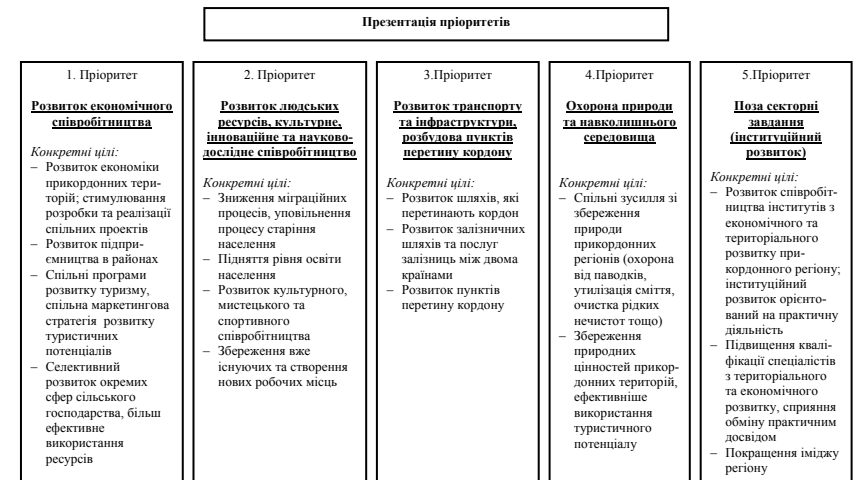 Презентація пріоритетів
1. Пріоритет
Розвиток економічного
співробітництва
Конкретні цілі:
– Розвиток економіки
прикордонних тери-
торій; стимулювання
розробки та реалізації
спільних проектів
– Розвиток підпри-
ємництва в районах
– Спільні програми
розвитку туризму,
спільна маркетингова
стратегія розвитку
туристичних
потенціалів
– Селективний
розвиток окремих
сфер сільського
господарства, більш
ефективне
використання
ресурсів
2. Пріоритет
Розвиток людських
ресурсів, культурне,
інноваційне та науково-
дослідне співробітництво
Конкретні цілі:
– Зниження міграційних
процесів, уповільнення
процесу старіння
населення
– Підняття рівня освіти
населення
– Розвиток культурного,
мистецького та
спортивного
співробітництва
– Збереження вже
існуючих та створення
нових робочих місць
3.Пріоритет
Розвиток транспорту
та інфраструктури,
розбудова пунктів
перетину кордону
Конкретні цілі:
– Розвиток шляхів, які
перетинають кордон
– Розвиток залізничних
шляхів та послуг
залізниць між двома
країнами
– Розвиток пунктів
перетину кордону
4.Пріоритет
Охорона природи
та навколишнього
середовища
Конкретні цілі:
– Спільні зусилля зі
збереження
природи
прикордонних
регіонів (охорона
від паводків,
утилізація сміття,
очистка рідких
нечистот тощо)
– Збереження
природних
цінностей прикор-
донних територій,
ефективніше
використання
туристичного
потенціалу
5.Пріоритет
Поза секторні
завдання
(інституційний
розвиток)
Конкретні цілі:
– Розвиток співробіт-
ництва інститутів з
економічного та
територіального
розвитку при-
кордонного регіону;
інституційний
розвиток орієнто-
ваний на практичну
діяльність
– Підвищення квалі-
фікації спеціалістів
з територіального
та економічного
розвитку, сприяння
обміну практичним
досвідом
– Покращення іміджу
регіону